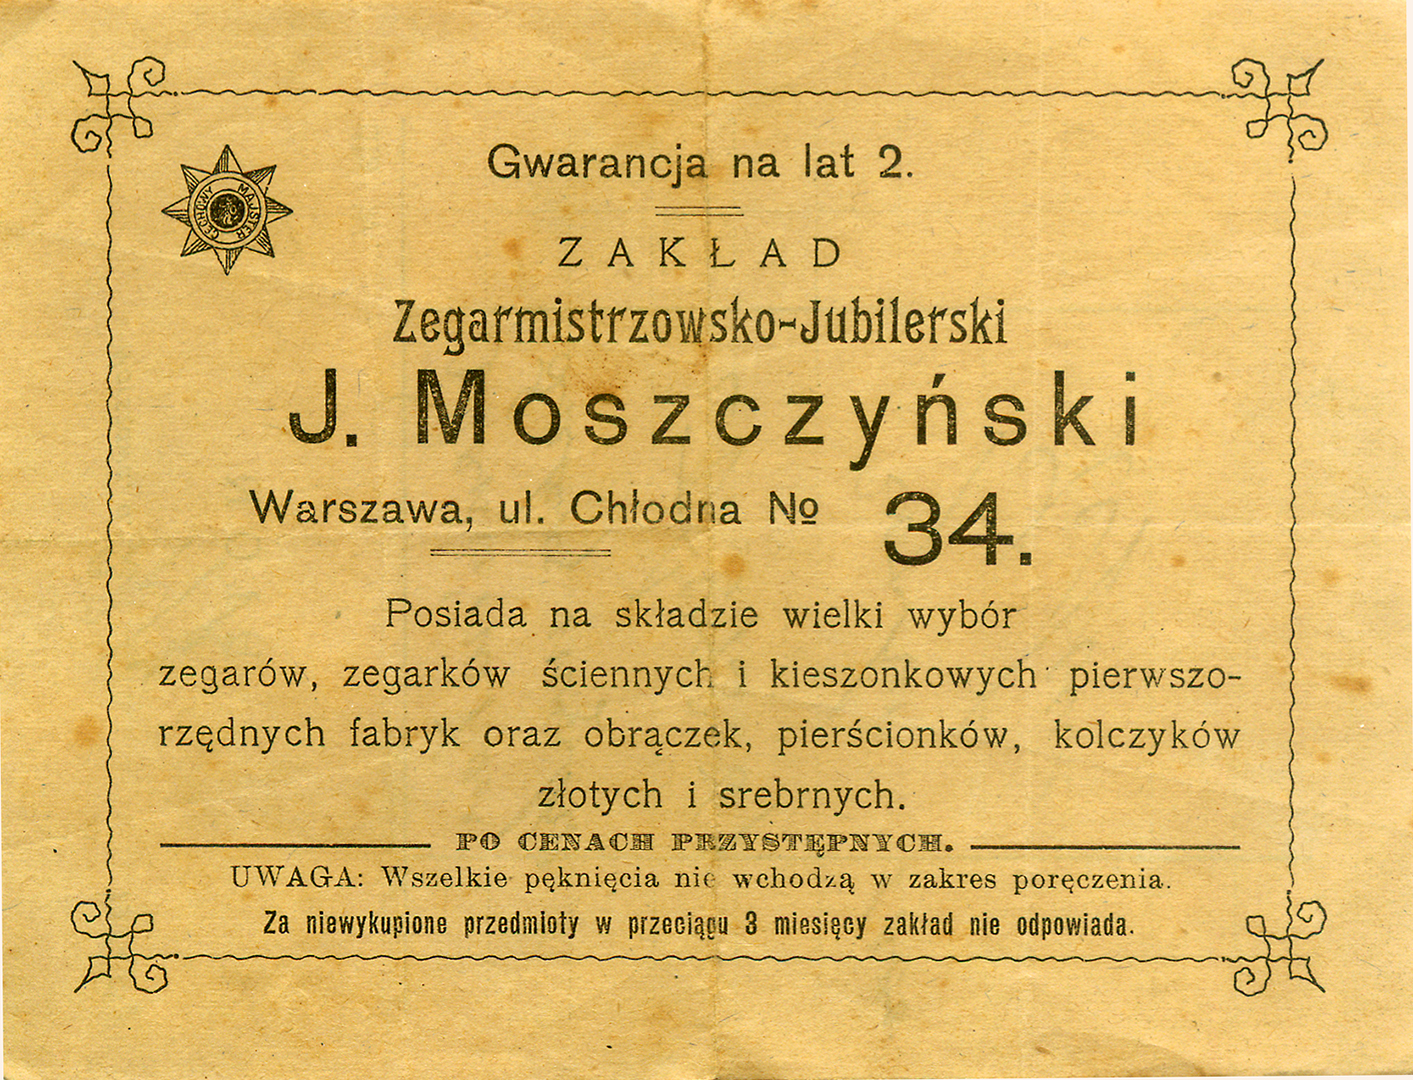 Gwarancja na lat 2.
CECHOWY MAJSTER
ZAKŁAD
Zegarmistrzowsko-Jubilerski
J. Moszczyński
Warszawa, ul. Chłodna № 34.
Posiada na składzie wielki wybór
zegarów, zegarków ściennych i kieszonkowych pierwszo-
rzędnych fabryk oraz obrączek, pierścionków, kolczyków
złotych i srebrnych.
PO CENACH PRZYSTĘPNYCH.
UWAGA: Wszelkie pęknięcia nie wchodzą w zakres poręczenia.
Za niewykupione przedmioty w przeciągu 3 miesięcy zakład nie odpowiada.